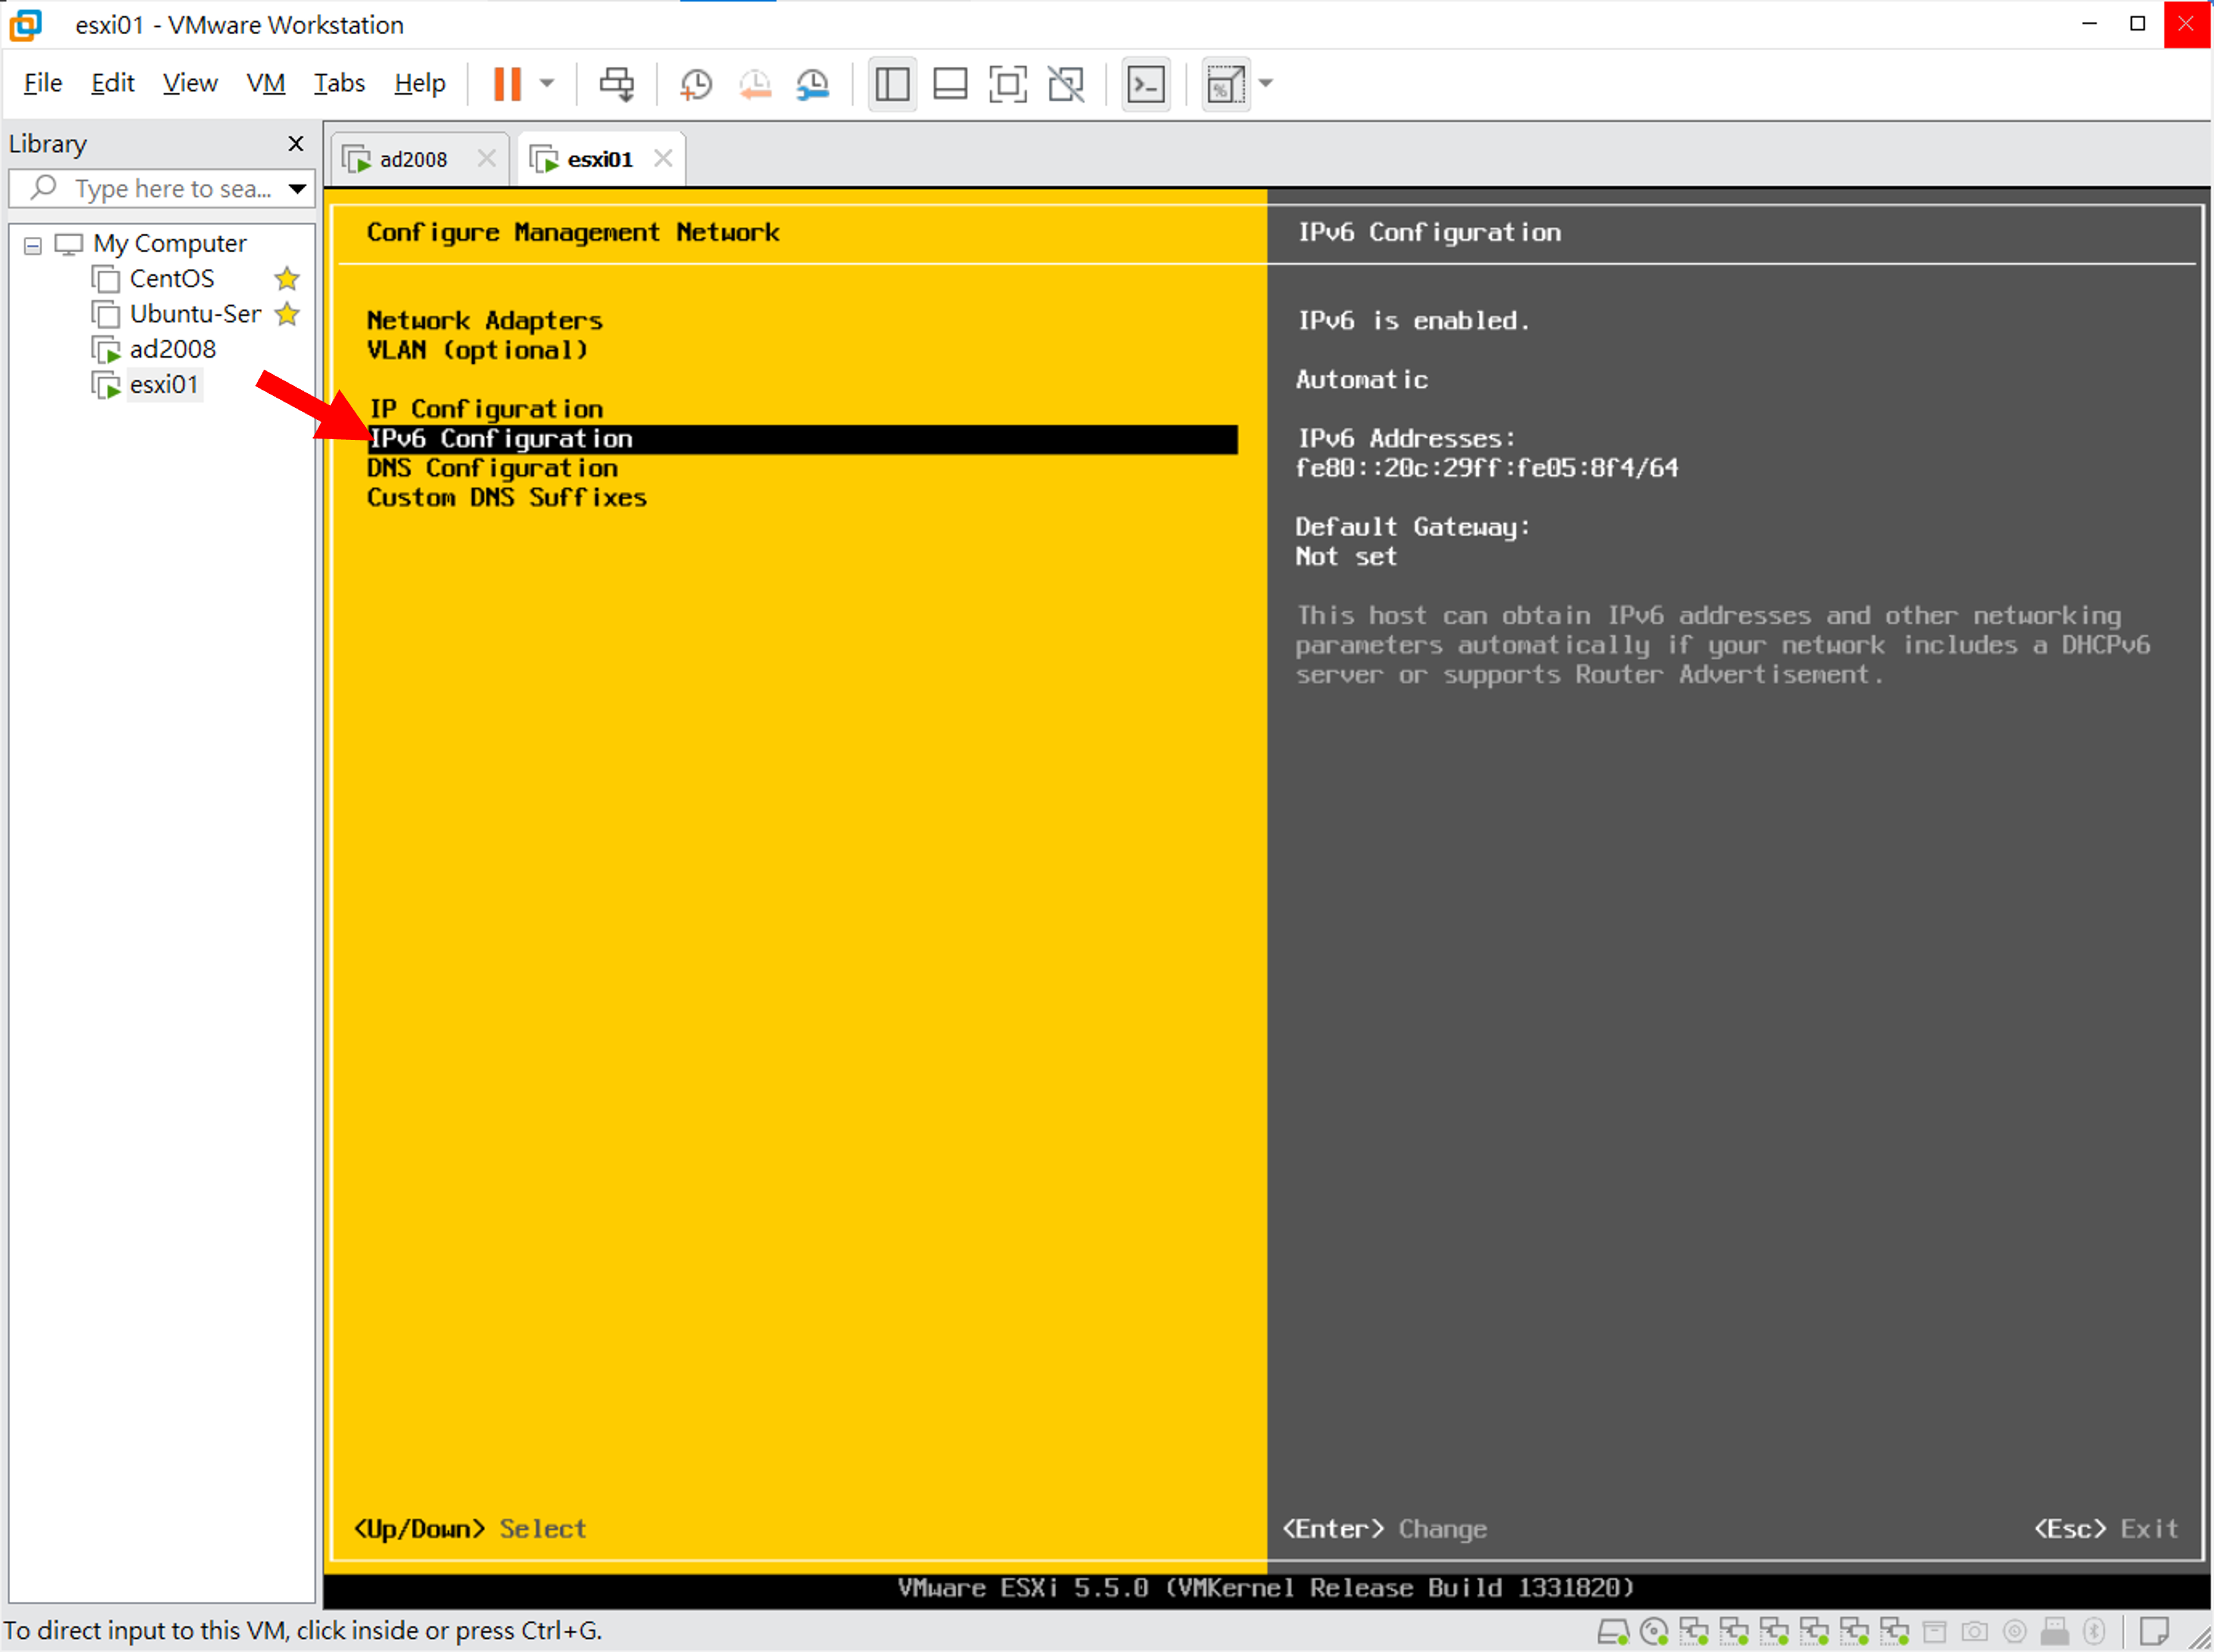 esxi01 - VMware Workstation
File Edit View VM Tabs Help
Library
Type here to sea...
My Computer
CentOS
Ubuntu-Ser
ad2008
esxi01
ad2008
esxi01
Configure Management Network
Network Adapters
VLAN (optional)
IP Configuration
IPv6 Configuration
DNS Configuration
Custom DNS Suffixes
<Up/Down> Select
IPv6 Configuration
IPv6 is enabled.
Automatic
IPv6 Addresses:
fe80::20c:29ff:fe05:8f4/64
Default Gateway:
Not set
This host can obtain IPv6 addresses and other networking
parameters automatically if your network includes a DHCPv6
server or supports Router Advertisement.
<Enter> Change
<Esc> Exit
VMware ESXi 5.5.0 (VMKernel Release Build 1331820)
To direct input to this VM, click inside or press Ctrl+G.